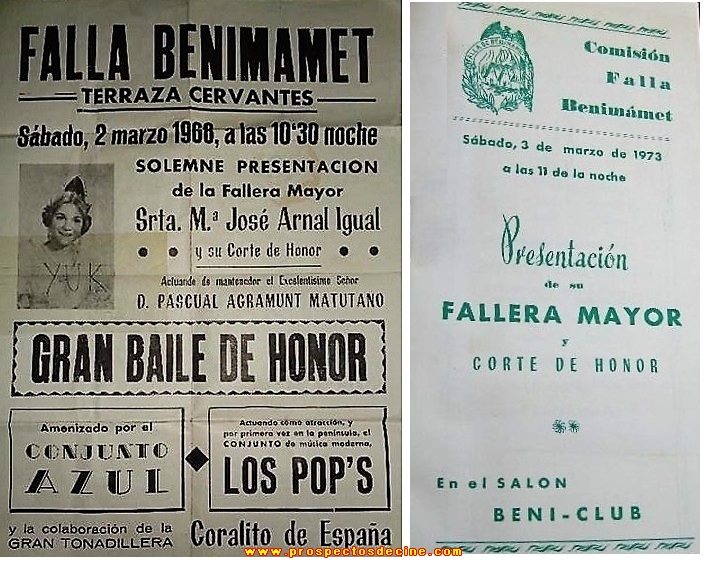 FALLA BENIMAMET
TERRAZA CERVANTES
Sábado, 2 marzo 1968, a las 10'30 noche
SOLEMNE PRESENTACION
de la Fallera Mayor
Srta. M.ª José Arnal Igual
y su Corte de Honor
Actuando de mantenedor el Excelentísimo Señor
D. PASCUAL AGRAMUNT MATUTANO
YUK
GRAN BAILE DE HONOR
Amenizado por el
CONJUNTO
AZUL
Actuando como atracción, y
por primera vez en la península, el
CONJUNTO de música moderna,
LOS POP'S
y la colaboración de la
GRAN TONADILLERA
Coralito de España
Comisión
Falla
Benimámet
Sábado, 3 de marzo de 1973
a las 11 de la noche
Presentación
de su
FALLERA MAYOR
y
CORTE DE HONOR
En el SALON
BENI-CLUB
www.prospectosdecine.com